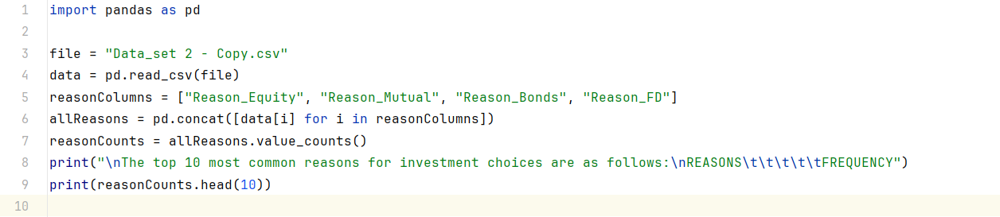 1 import pandas as pd
2
3 file = "Data_set 2 - Copy.csv"
4 data = pd.read_csv(file)
5 reasonColumns = ["Reason_Equity", "Reason_Mutual", "Reason_Bonds", "Reason_FD"]
6 allReasons = pd.concat([data[i] for i in reasonColumns])
7 reasonCounts = allReasons.value_counts()
8 print("\nThe top 10 most common reasons for investment choices are as follows:\nREASONS\t\t\t\t\tFREQUENCY")
9 print(reasonCounts.head(10))
10